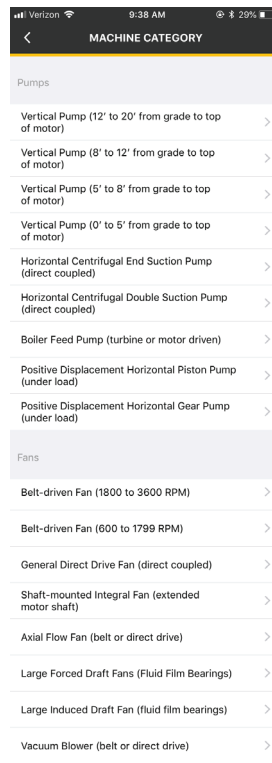 Verizon 9:38 AM 29%
MACHINE CATEGORY
Pumps
Vertical Pump (12' to 20' from grade to top
of motor)
Vertical Pump (8' to 12' from grade to top
of motor)
Vertical Pump (5' to 8' from grade to top
of motor)
Vertical Pump (0' to 5' from grade to top
of motor)
Horizontal Centrifugal End Suction Pump
(direct coupled)
Horizontal Centrifugal Double Suction Pump
(direct coupled)
Boiler Feed Pump (turbine or motor driven)
Positive Displacement Horizontal Piston Pump
(under load)
Positive Displacement Horizontal Gear Pump
(under load)
Fans
Belt-driven Fan (1800 to 3600 RPM)
Belt-driven Fan (600 to 1799 RPM)
General Direct Drive Fan (direct coupled)
Shaft-mounted Integral Fan (extended
motor shaft)
Axial Flow Fan (belt or direct drive)
Large Forced Draft Fans (Fluid Film Bearings)
Large Induced Draft Fan (fluid film bearings)
Vacuum Blower (belt or direct drive)